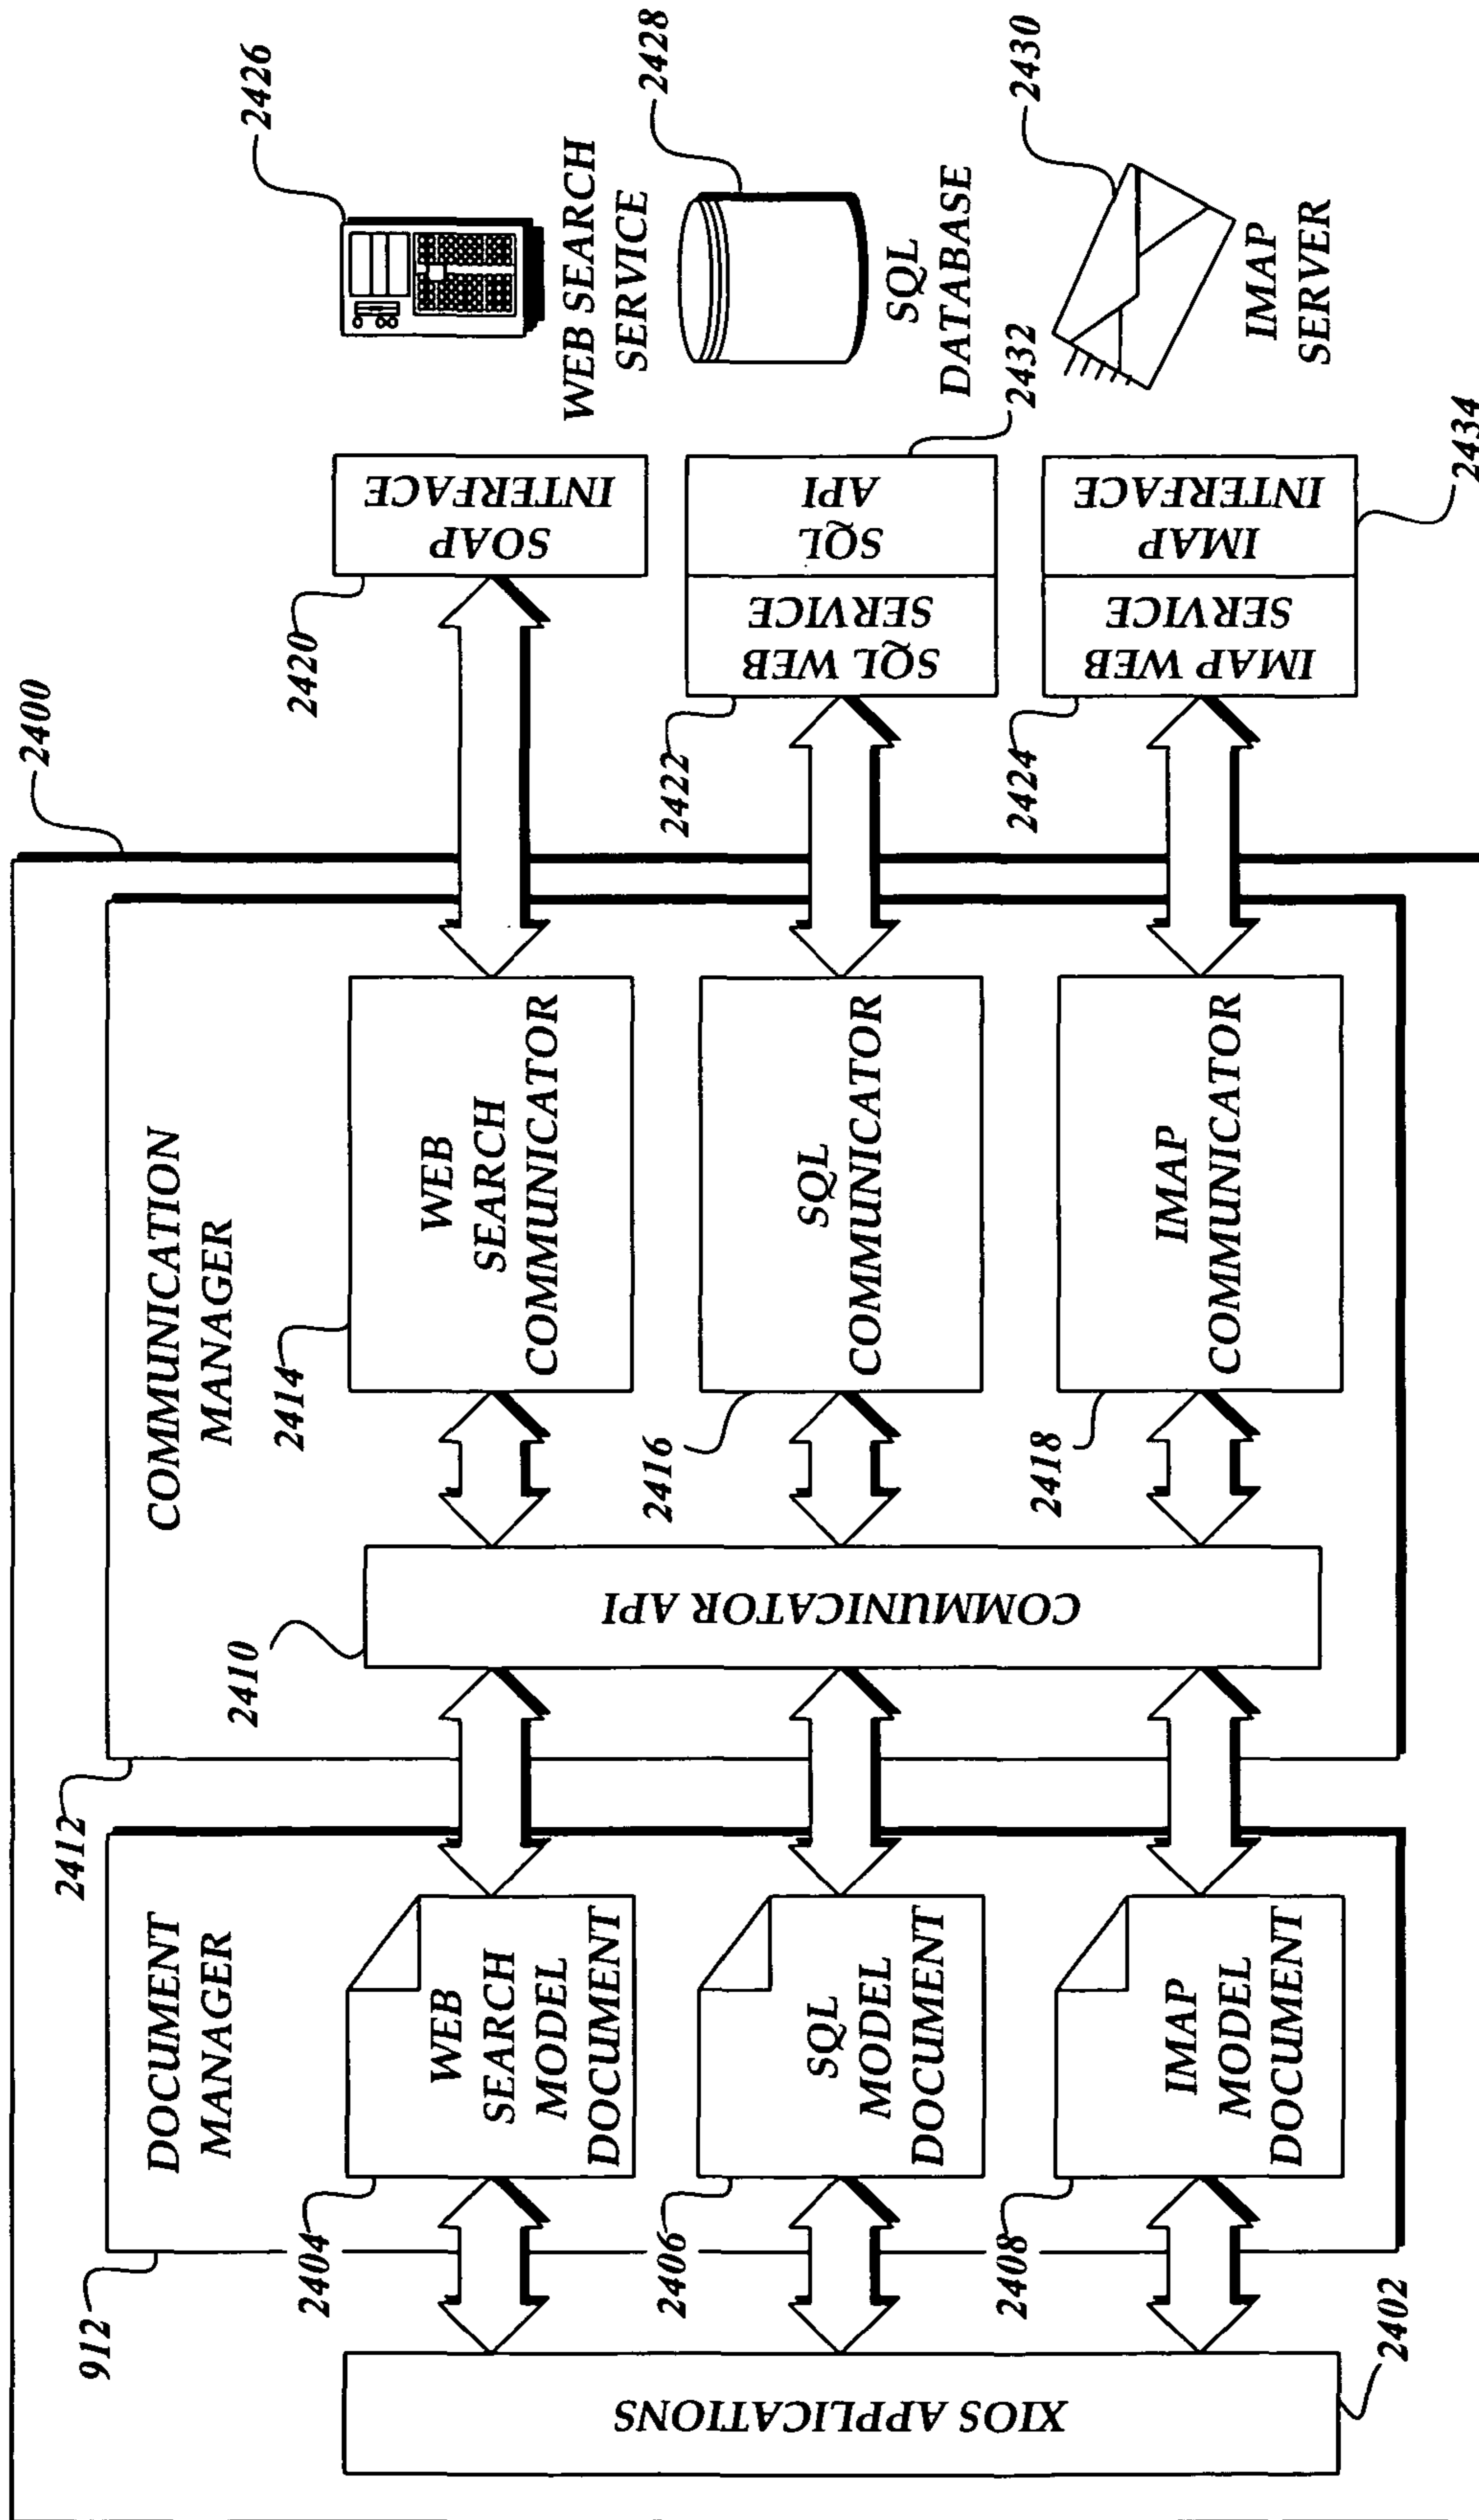 912
DOCUMENT
MANAGER
2412
COMMUNICATION
MANAGER
2400
2404
WEB
SEARCH
MODEL
DOCUMENT
2410
2414
WEB
SEARCH
COMMUNICATOR
2420
SOAP
INTERFACE
2426
WEB SEARCH
SERVICE
XIOS APPLICATIONS
COMMUNICATOR API
2406
SQL
MODEL
DOCUMENT
2416
SQL
COMMUNICATOR
2422
SQL WEB
SERVICE
SQL
API
2428
SQL
DATABASE
2432
2408
IMAP
MODEL
DOCUMENT
2418
IMAP
COMMUNICATOR
2424
IMAP WEB
SERVICE
IMAP
INTERFACE
2430
IMAP
SERVER
2402
2434